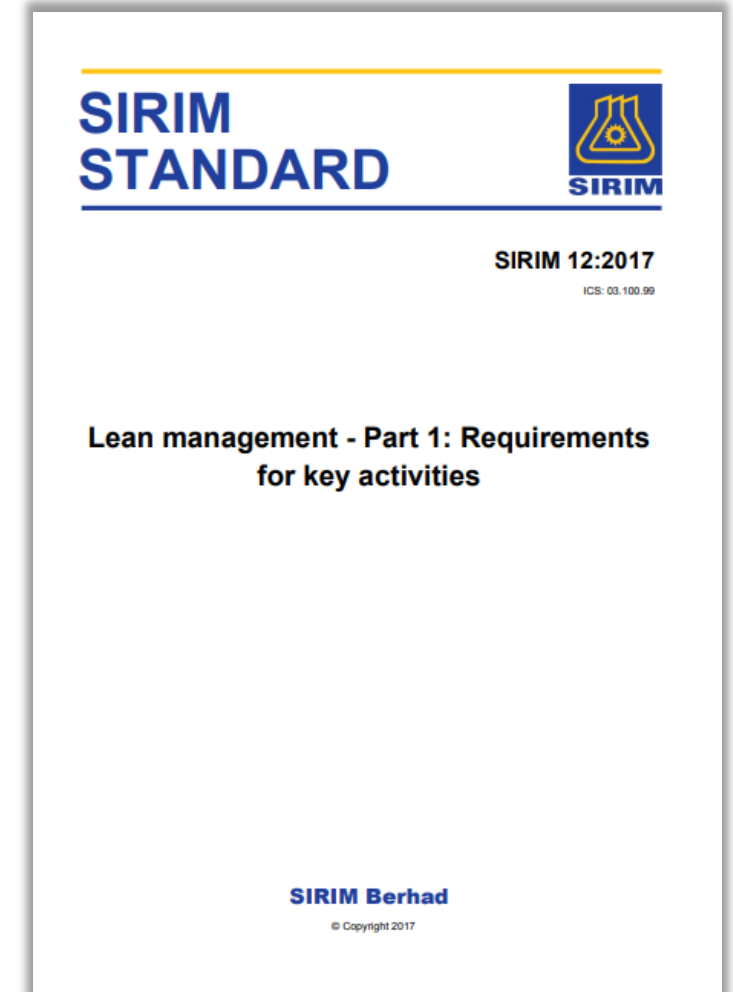 SIRIM
STANDARD
SIRIM
SIRIM 12:2017
ICS: 03.100.99
Lean management - Part 1: Requirements
for key activities
SIRIM Berhad
© Copyright 2017